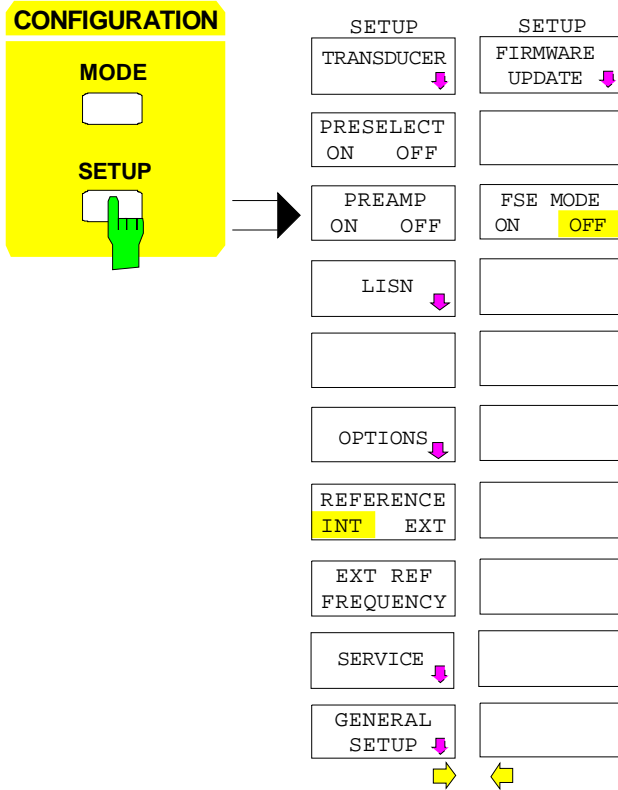 CONFIGURATION
MODE
SETUP
SETUP
TRANSDUCER
PRESELECT
ON OFF
PREAMP
ON OFF
LISN
OPTIONS
REFERENCE
INT EXT
EXT REF
FREQUENCY
SERVICE
GENERAL
SETUP
SETUP
FIRMWARE
UPDATE
FSE MODE
ON OFF